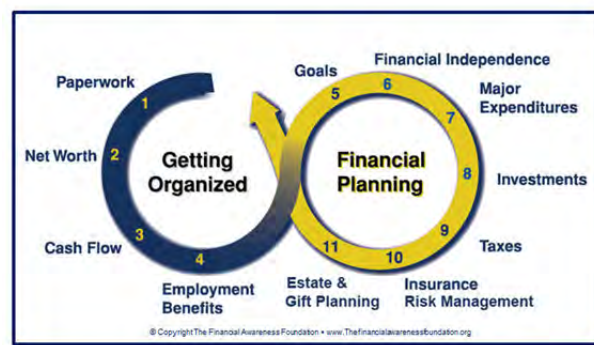 Paperwork
1
Net Worth
2
Cash Flow
3
4
Employment
Benefits
Getting
Organized
Goals
5
Financial Independence
6
Major
Expenditures
7
8
Investments
9
Taxes
10
Insurance
Risk Management
11
Estate &
Gift Planning
Financial
Planning
© Copyright The Financial Awareness Foundation • www.Thefinancialawarenessfoundation.org